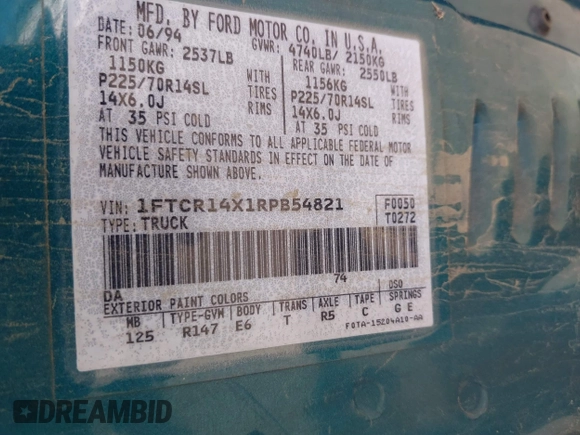 MFD. BY FORD MOTOR CO. IN U.S.A.
DATE: 06/94 GVWR: 4740LB/ 2150KG
FRONT GAWR: 2537LB REAR GAWR: 2550LB
1150KG WITH 1156KG WITH
P225/70R14SL TIRES P225/70R14SL TIRES
14X6.0J RIMS 14X6.0J RIMS
AT 35 PSI COLD AT 35 PSI COLD
THIS VEHICLE CONFORMS TO ALL APPLICABLE FEDERAL MOTOR
VEHICLE SAFETY STANDARDS IN EFFECT ON THE DATE OF
MANUFACTURE SHOWN ABOVE.
VIN: 1FTCR14X1RPB54821 F0050
TYPE: TRUCK T0272
74
DA DSO
EXTERIOR PAINT COLORS
WB TYPE-GVM BODY TRANS AXLE TAPE SPRINGS
125 R147 E6 T R5 C G E
F0TA-15204A10-AA
DREAMBID